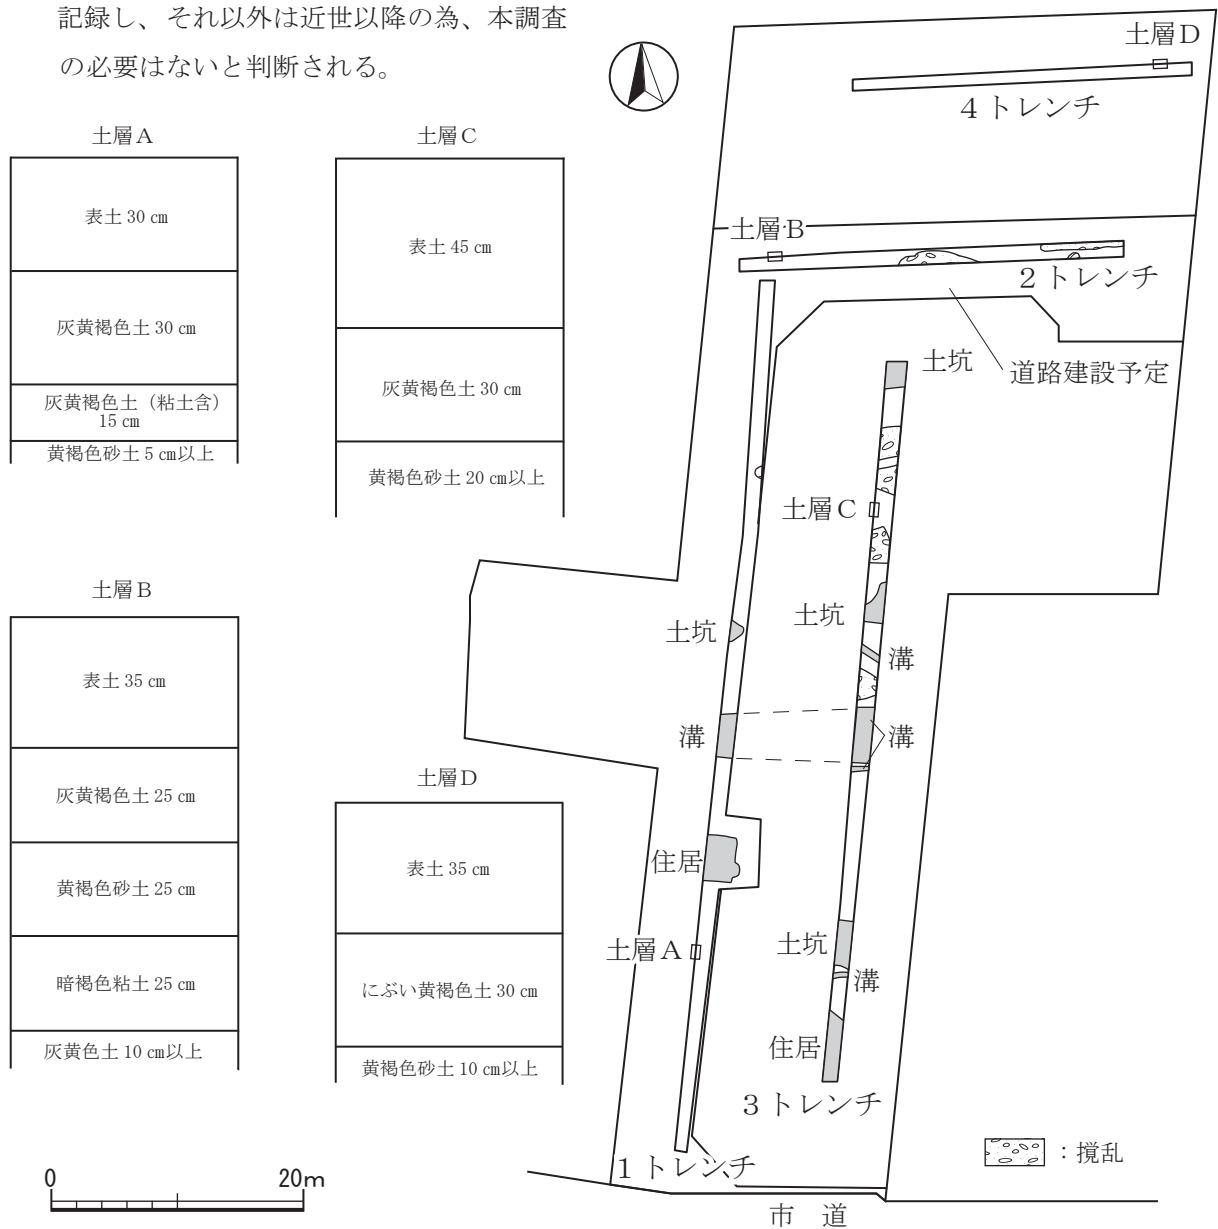 記録し、それ以外は近世以降の為、本調査
の必要はないと判断される。
土層A
表土 30 ㎝
灰黄褐色土 30 ㎝
灰黄褐色土（粘土含）
15 ㎝
黄褐色砂土 5 ㎝以上
土層C
表土 45 ㎝
灰黄褐色土 30 ㎝
黄褐色砂土 20 ㎝以上
土層B
表土 35 ㎝
灰黄褐色土 25 ㎝
黄褐色砂土 25 ㎝
暗褐色粘土 25 ㎝
灰黄色土 10 ㎝以上
土層D
表土 35 ㎝
にぶい黄褐色土 30 ㎝
黄褐色砂土 10 ㎝以上
0 20m
土層D
4トレンチ
土層B
2トレンチ
土坑
道路建設予定
土層C
土坑
土坑
溝
溝
溝
住居
土層A
土坑
溝
住居
3トレンチ
1トレンチ
：撹乱
市 道